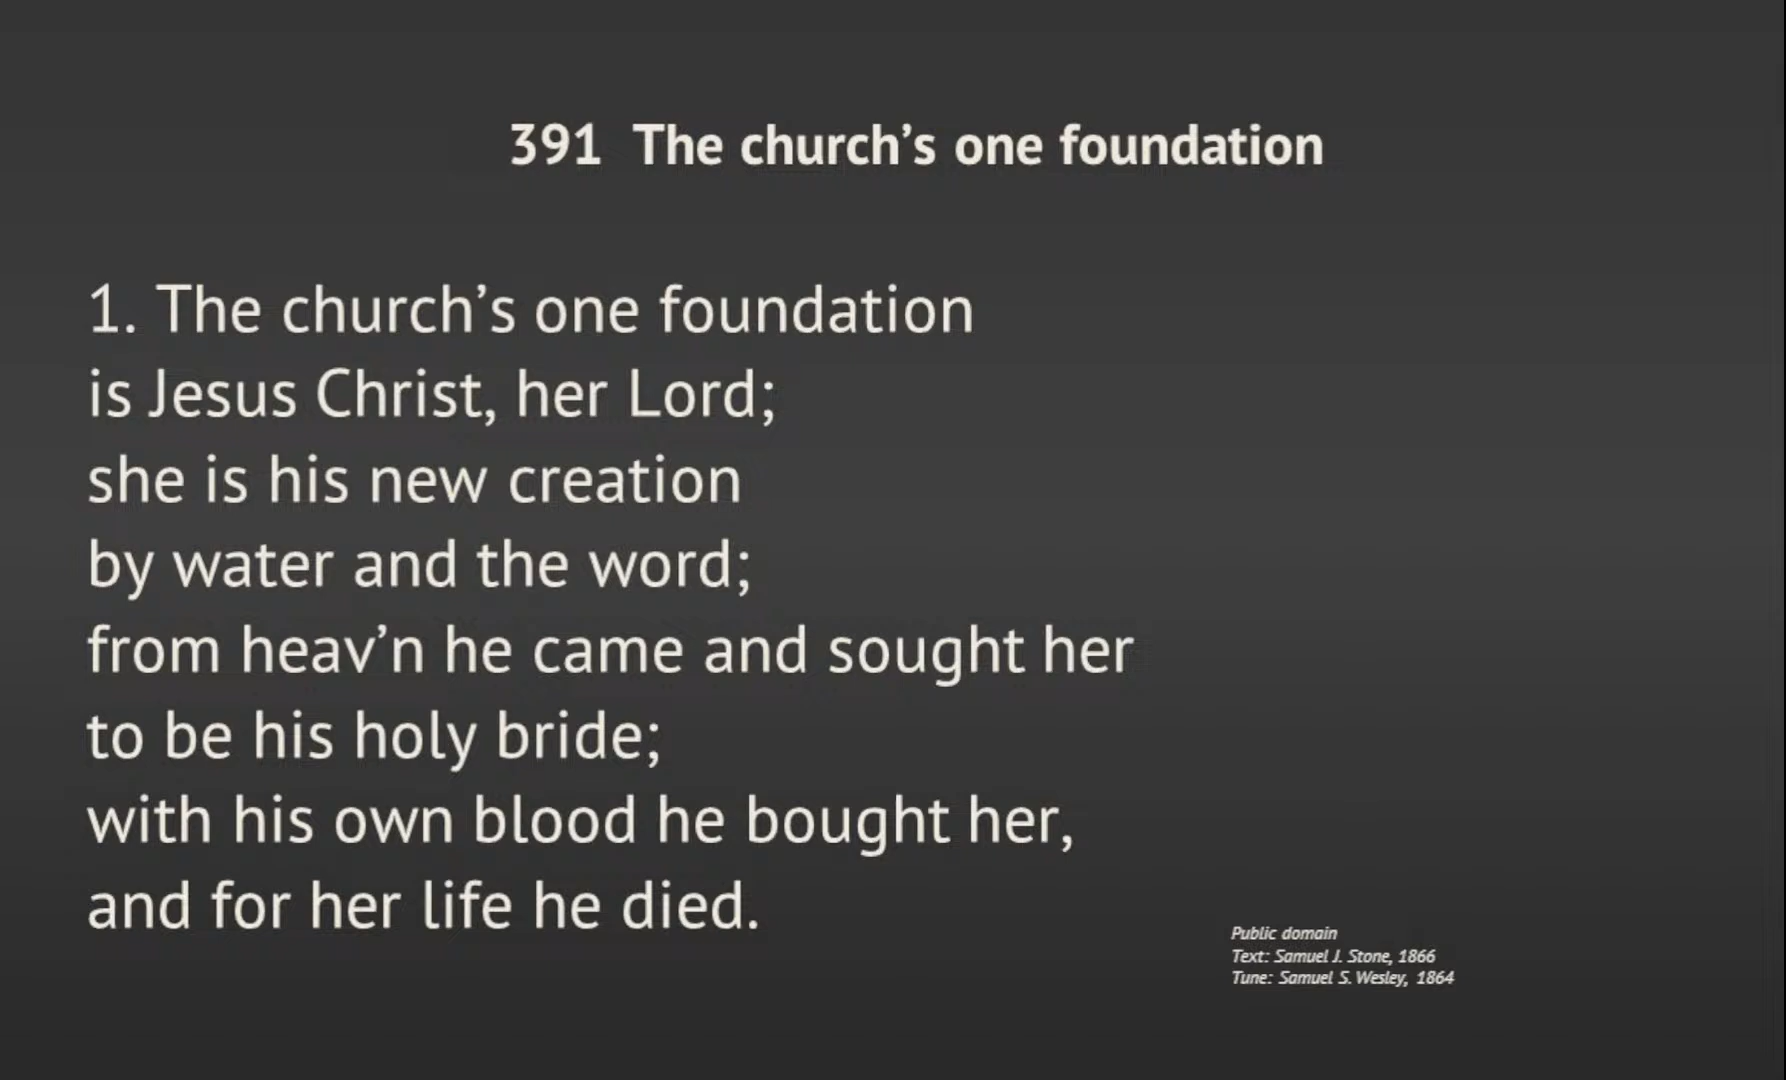 391 The church’s one foundation
1. The church’s one foundation
is Jesus Christ, her Lord;
she is his new creation
by water and the word;
from heav’n he came and sought her
to be his holy bride;
with his own blood he bought her,
and for her life he died.
Public domain
Text: Samuel J. Stone, 1866
Tune: Samuel S. Wesley, 1864